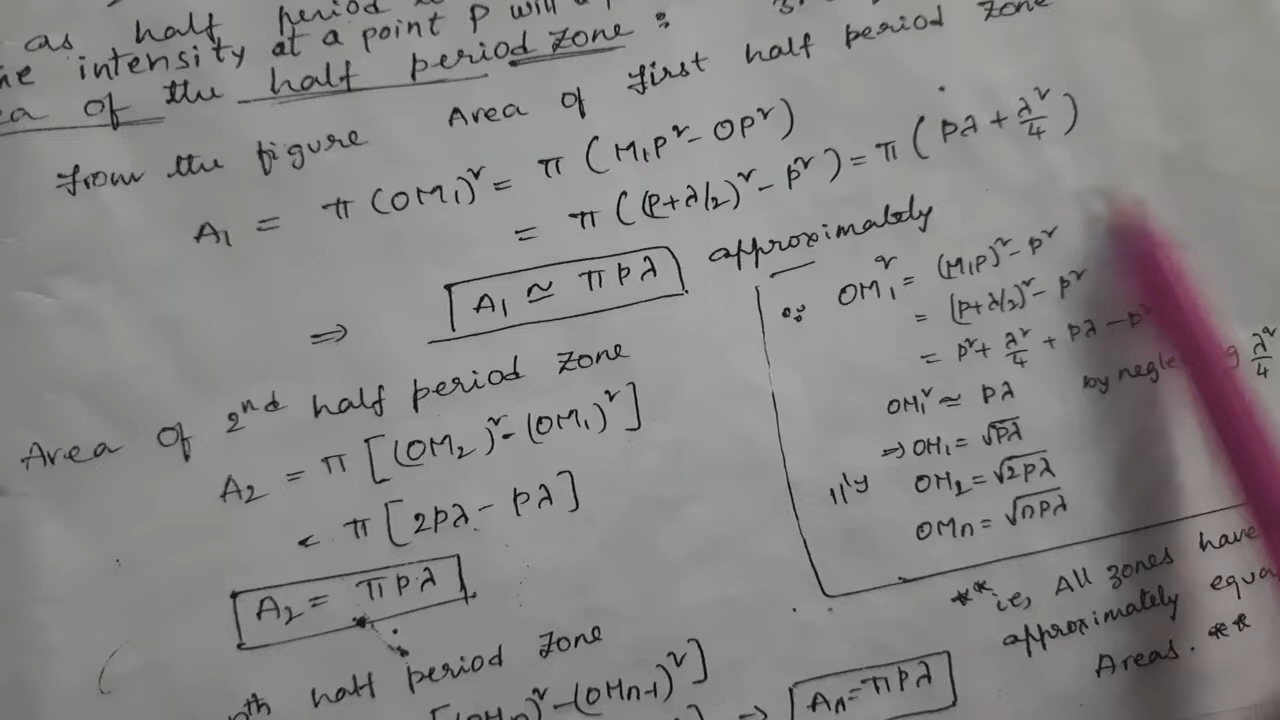 as half period
intensity at a point P will
of the half period zone :
from the figure Area of first half period zone
A₁ = π (OM₁)² = π (M₁P² - OP²)
= π ((p+λ/2)² - p²) = π (pλ + λ²/4)
⇒ A₁ ≃ πpλ approximately
Area of 2nd half period zone
A₂ = π [(OM₂)² - (OM₁)²]
= π [2pλ - pλ]
A₂ = πp.λ
nth half period zone
-(OMn-1)²] ⇒ An=πpλ
∵ OM₁² = (M₁P)² - p²
= (p+λ/2)² - p²
= p² + λ²/4 + pλ - p²
OM₁² ≃ pλ by λ²/4
⇒ OM₁ = √pλ
111ly OM₂ = √2pλ
OMn = √npλ
** ie, All zones have
approximately
Areas. **